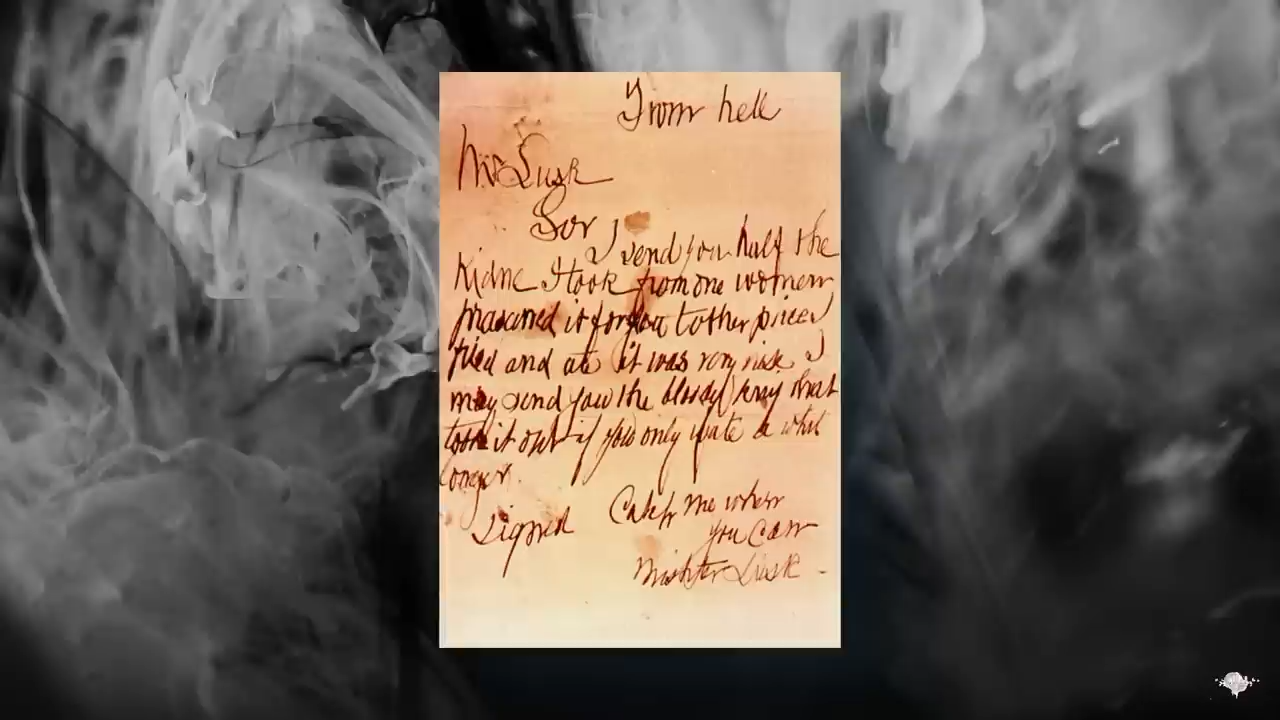 From hell
Mr Lusk
Sor
I send you half the
Kidne I took from one women
prasarved it for you tother piece I
fried and ate it was very nise I
may send you the bloody knif that
took it out if you only wate a whil
longer.
signed Catch me when
you can
Mishter Lusk -